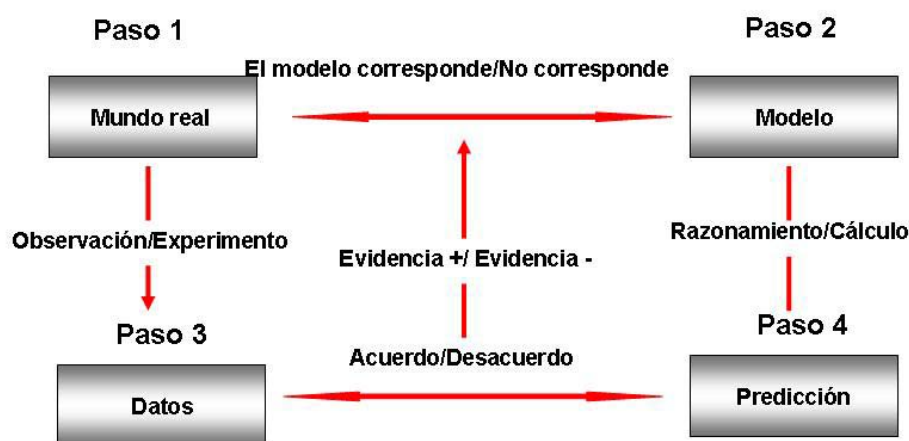 Paso 1
Paso 2
El modelo corresponde/No corresponde
Mundo real
Modelo
Observación/Experimento
Razonamiento/Cálculo
Evidencia +/ Evidencia -
Paso 3
Paso 4
Acuerdo/Desacuerdo
Datos
Predicción